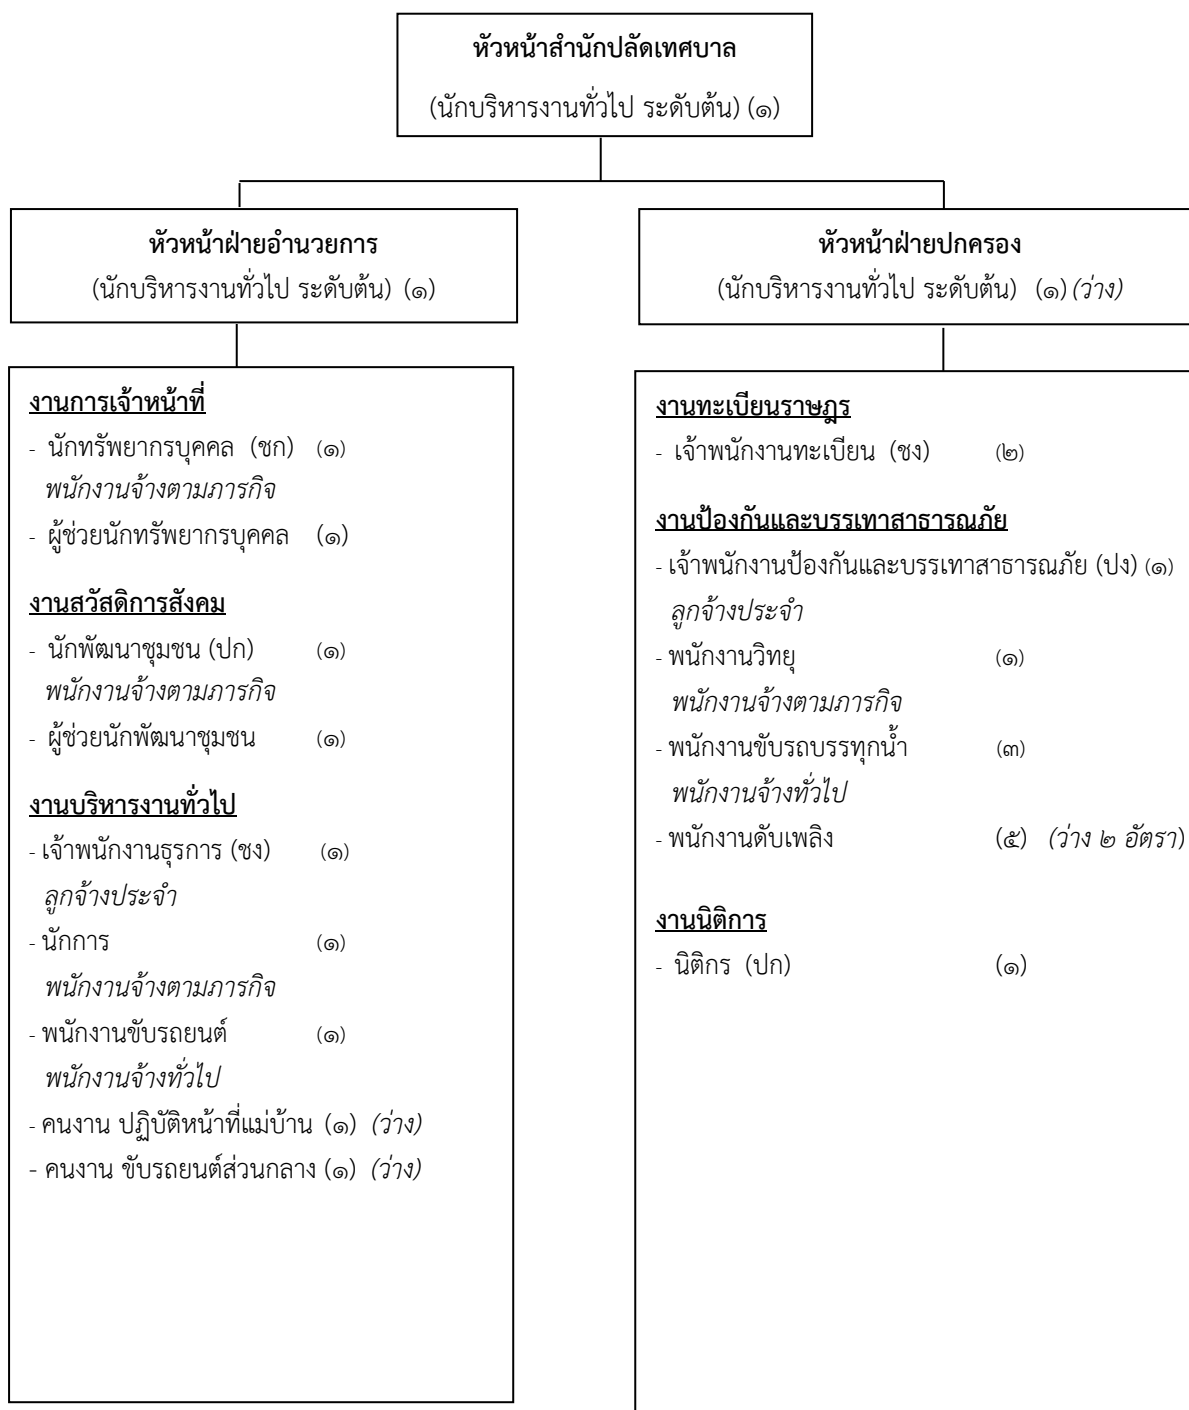 หัวหน้าสำนักปลัดเทศบาล
(นักบริหารงานทั่วไป ระดับต้น) (๑)
หัวหน้าฝ่ายอำนวยการ
(นักบริหารงานทั่วไป ระดับต้น) (๑)
หัวหน้าฝ่ายปกครอง
(นักบริหารงานทั่วไป ระดับต้น) (๑) (ว่าง)
งานการเจ้าหน้าที่
- นักทรัพยากรบุคคล (ชก) (๑)
พนักงานจ้างตามภารกิจ
- ผู้ช่วยนักทรัพยากรบุคคล (๑)
งานสวัสดิการสังคม
- นักพัฒนาชุมชน (ปก) (๑)
พนักงานจ้างตามภารกิจ
- ผู้ช่วยนักพัฒนาชุมชน (๑)
งานบริหารงานทั่วไป
- เจ้าพนักงานธุรการ (ชง) (๑)
ลูกจ้างประจำ
- นักการ (๑)
พนักงานจ้างตามภารกิจ
- พนักงานขับรถยนต์ (๑)
พนักงานจ้างทั่วไป
- คนงาน ปฏิบัติหน้าที่แม่บ้าน (๑) (ว่าง)
- คนงาน ขับรถยนต์ส่วนกลาง (๑) (ว่าง)
งานทะเบียนราษฎร
- เจ้าพนักงานทะเบียน (ชง) (๒)
งานป้องกันและบรรเทาสาธารณภัย
- เจ้าพนักงานป้องกันและบรรเทาสาธารณภัย (ปง) (๑)
ลูกจ้างประจำ
- พนักงานวิทยุ (๑)
พนักงานจ้างตามภารกิจ
- พนักงานขับรถบรรทุกน้ำ (๓)
พนักงานจ้างทั่วไป
- พนักงานดับเพลิง (๕) (ว่าง ๒ อัตรา)
งานนิติการ
- นิติกร (ปก) (๑)